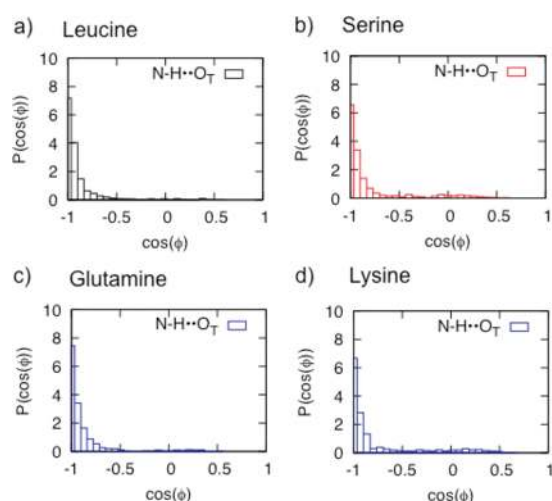 a) Leucine
N-H••O_T
P(cos(ϕ))
10
8
6
4
2
0
-1 -0.5 0 0.5 1
cos(ϕ)
b) Serine
N-H••O_T
P(cos(ϕ))
10
8
6
4
2
0
-1 -0.5 0 0.5 1
cos(ϕ)
c) Glutamine
N-H••O_T
P(cos(ϕ))
10
8
6
4
2
0
-1 -0.5 0 0.5 1
cos(ϕ)
d) Lysine
N-H••O_T
P(cos(ϕ))
10
8
6
4
2
0
-1 -0.5 0 0.5 1
cos(ϕ)